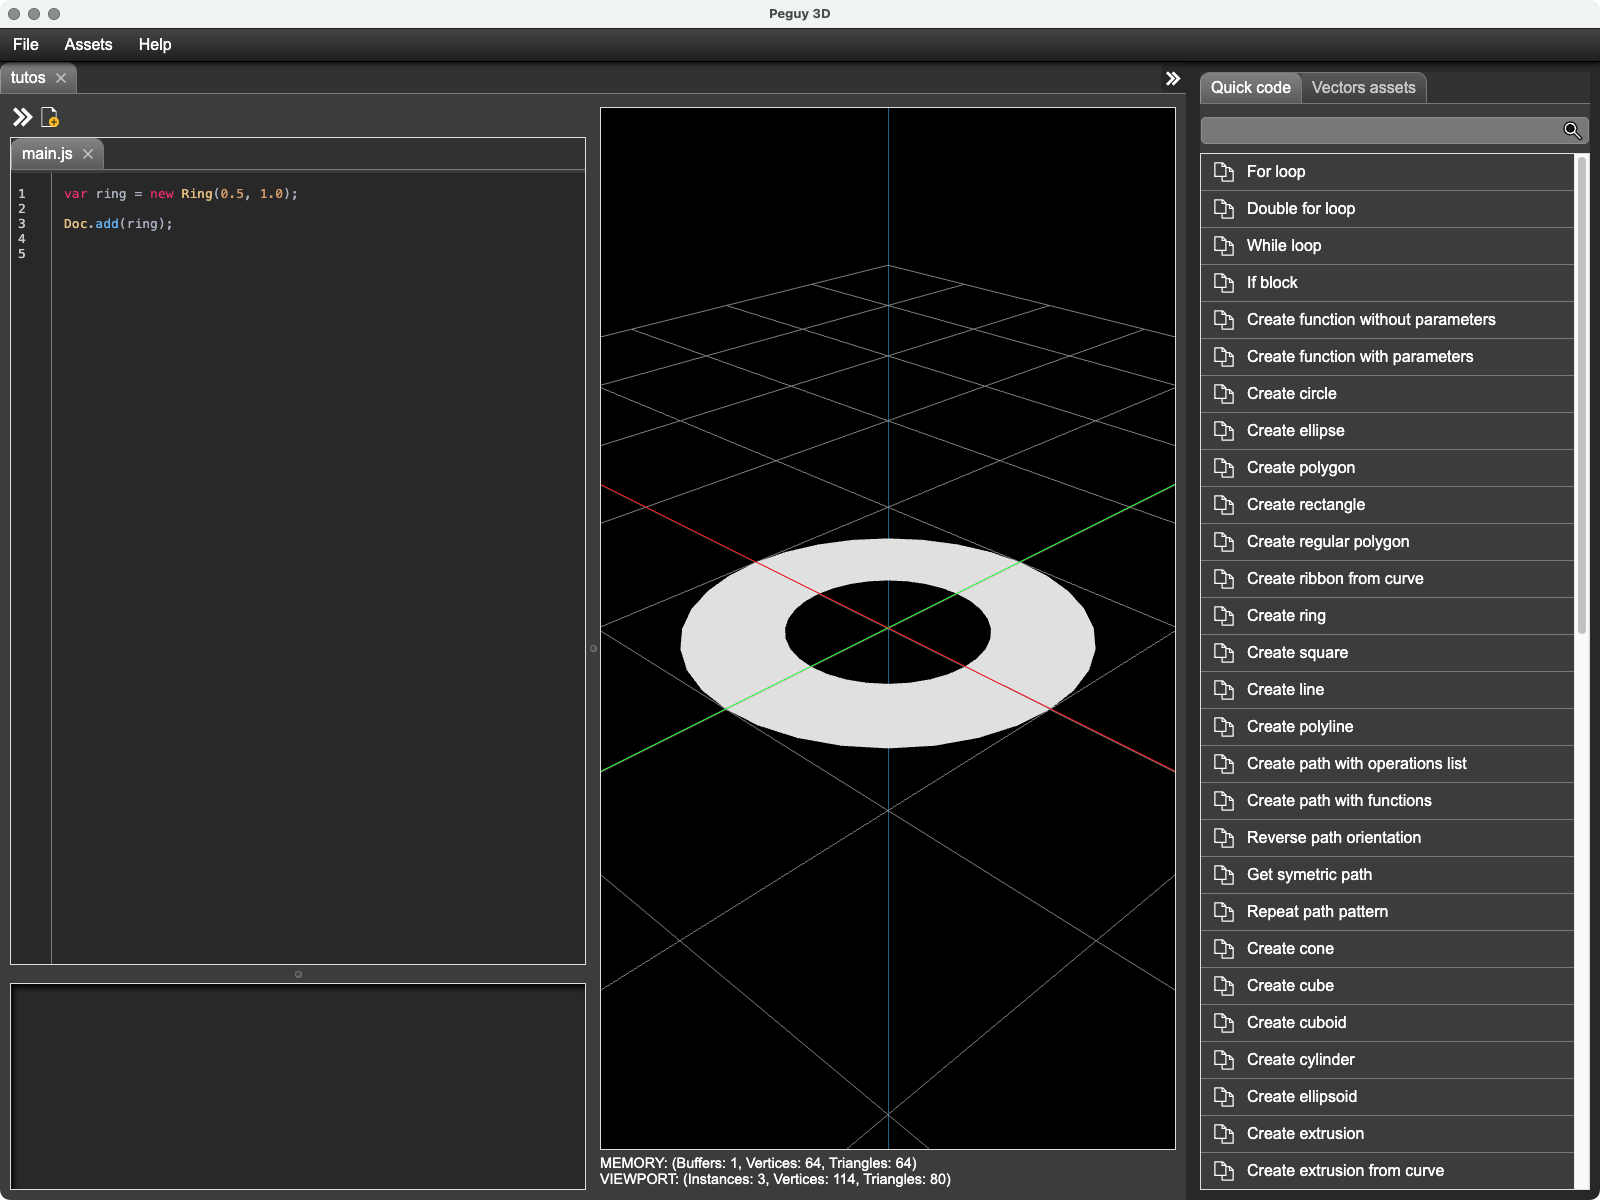 Peguy 3D
File Assets Help
tutos
Quick code Vectors assets
main.js
1 var ring = new Ring(0.5, 1.0);
2
3 Doc.add(ring);
4
5
For loop
Double for loop
While loop
If block
Create function without parameters
Create function with parameters
Create circle
Create ellipse
Create polygon
Create rectangle
Create regular polygon
Create ribbon from curve
Create ring
Create square
Create line
Create polyline
Create path with operations list
Create path with functions
Reverse path orientation
Get symetric path
Repeat path pattern
Create cone
Create cube
Create cuboid
Create cylinder
Create ellipsoid
Create extrusion
Create extrusion from curve
MEMORY: (Buffers: 1, Vertices: 64, Triangles: 64)
VIEWPORT: (Instances: 3, Vertices: 114, Triangles: 80)